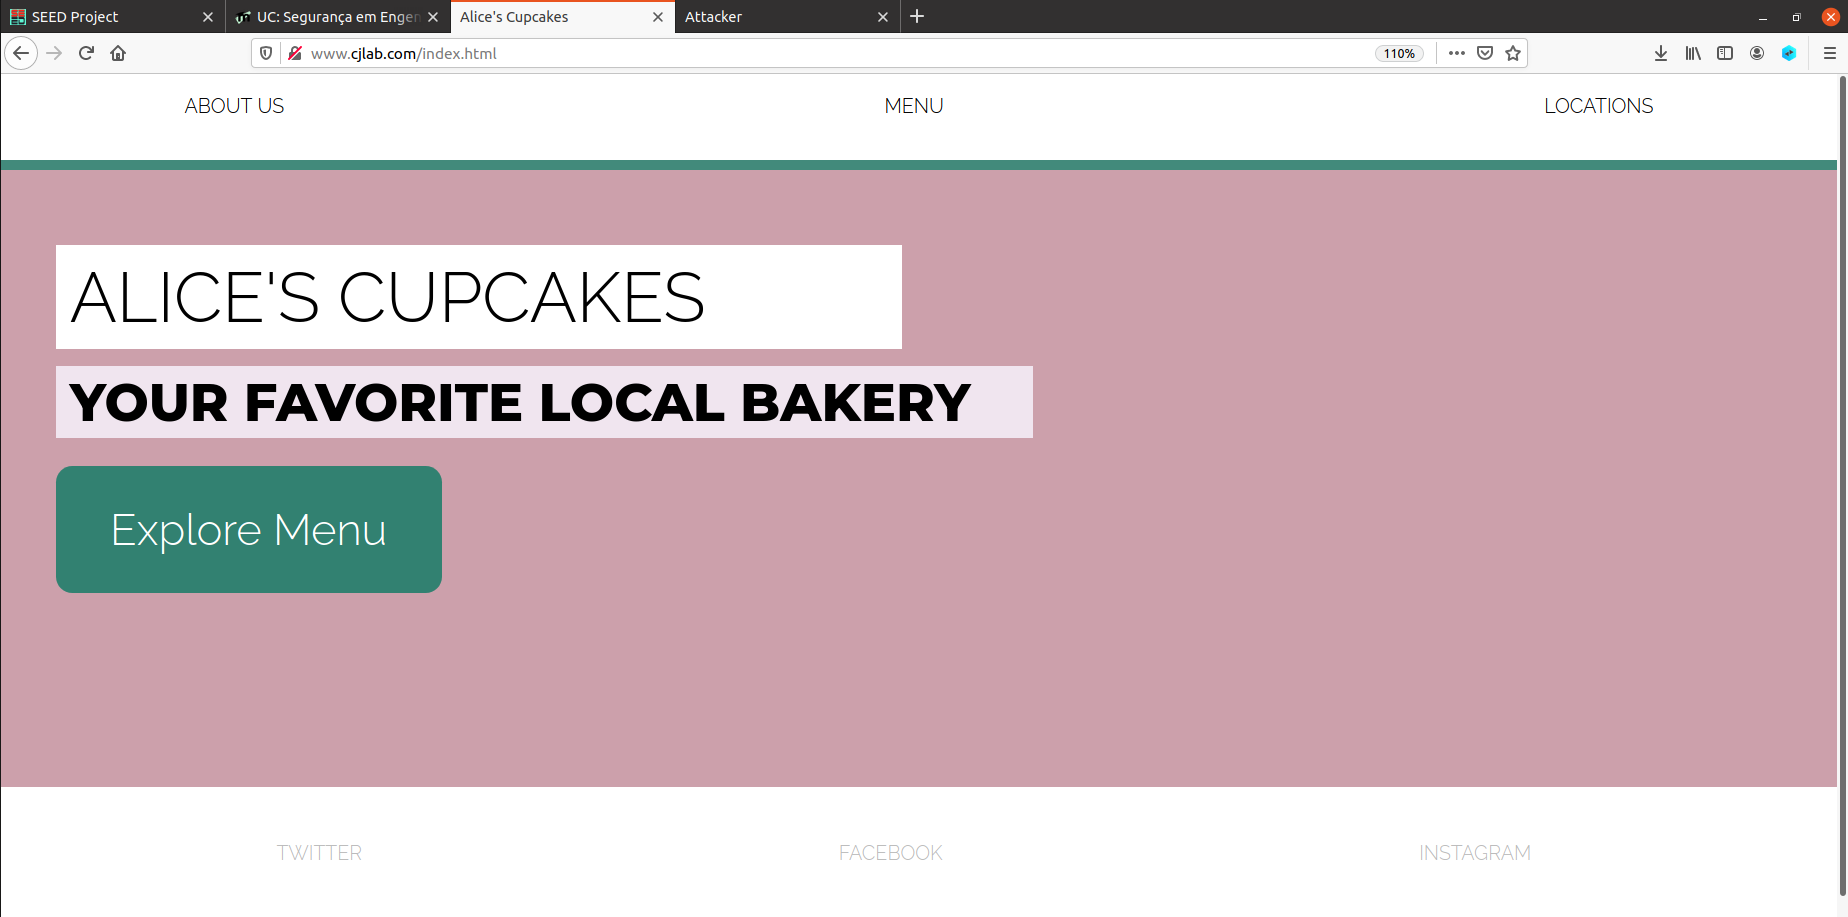 SEED Project
UC: Segurança em Engen
Alice's Cupcakes
Attacker
www.cjlab.com/index.html
110%
ABOUT US
MENU
LOCATIONS
ALICE'S CUPCAKES
YOUR FAVORITE LOCAL BAKERY
Explore Menu
TWITTER
FACEBOOK
INSTAGRAM